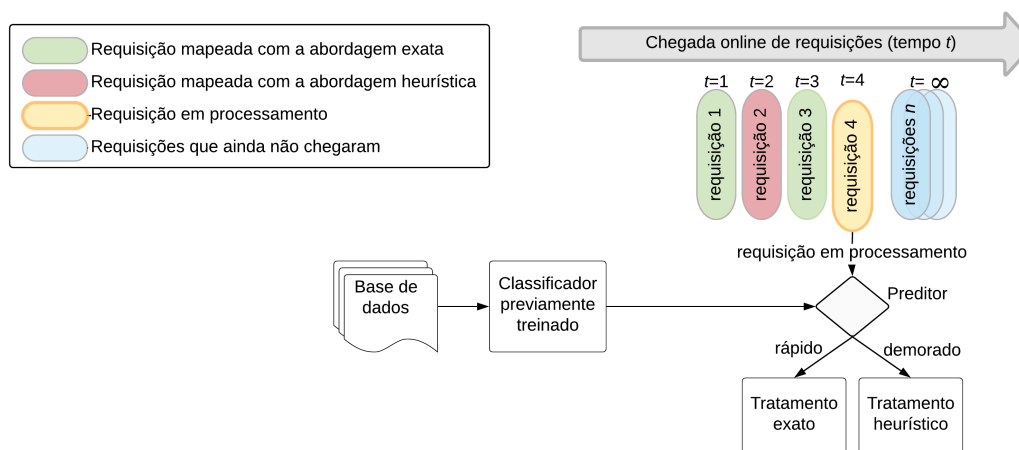 Requisição mapeada com a abordagem exata
Requisição mapeada com a abordagem heurística
Requisição em processamento
Requisições que ainda não chegaram
Chegada online de requisições (tempo t)
t=1
t=2
t=3
t=4
t= ∞
requisição 1
requisição 2
requisição 3
requisição 4
requisições n
requisição em processamento
Base de
dados
Classificador
previamente
treinado
Preditor
rápido
demorado
Tratamento
exato
Tratamento
heurístico